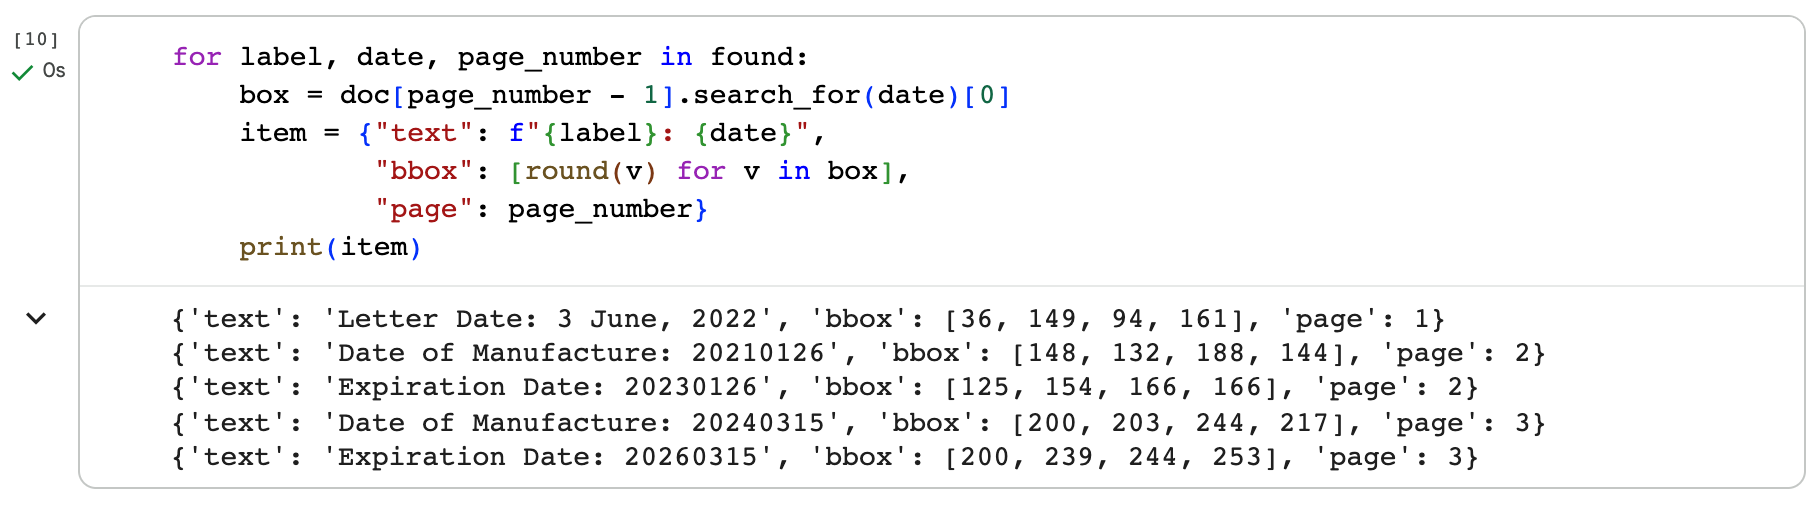 [10]
0s
for label, date, page_number in found:
    box = doc[page_number - 1].search_for(date)[0]
    item = {"text": f"{label}: {date}",
            "bbox": [round(v) for v in box],
            "page": page_number}
    print(item)
{'text': 'Letter Date: 3 June, 2022', 'bbox': [36, 149, 94, 161], 'page': 1}
{'text': 'Date of Manufacture: 20210126', 'bbox': [148, 132, 188, 144], 'page': 2}
{'text': 'Expiration Date: 20230126', 'bbox': [125, 154, 166, 166], 'page': 2}
{'text': 'Date of Manufacture: 20240315', 'bbox': [200, 203, 244, 217], 'page': 3}
{'text': 'Expiration Date: 20260315', 'bbox': [200, 239, 244, 253], 'page': 3}